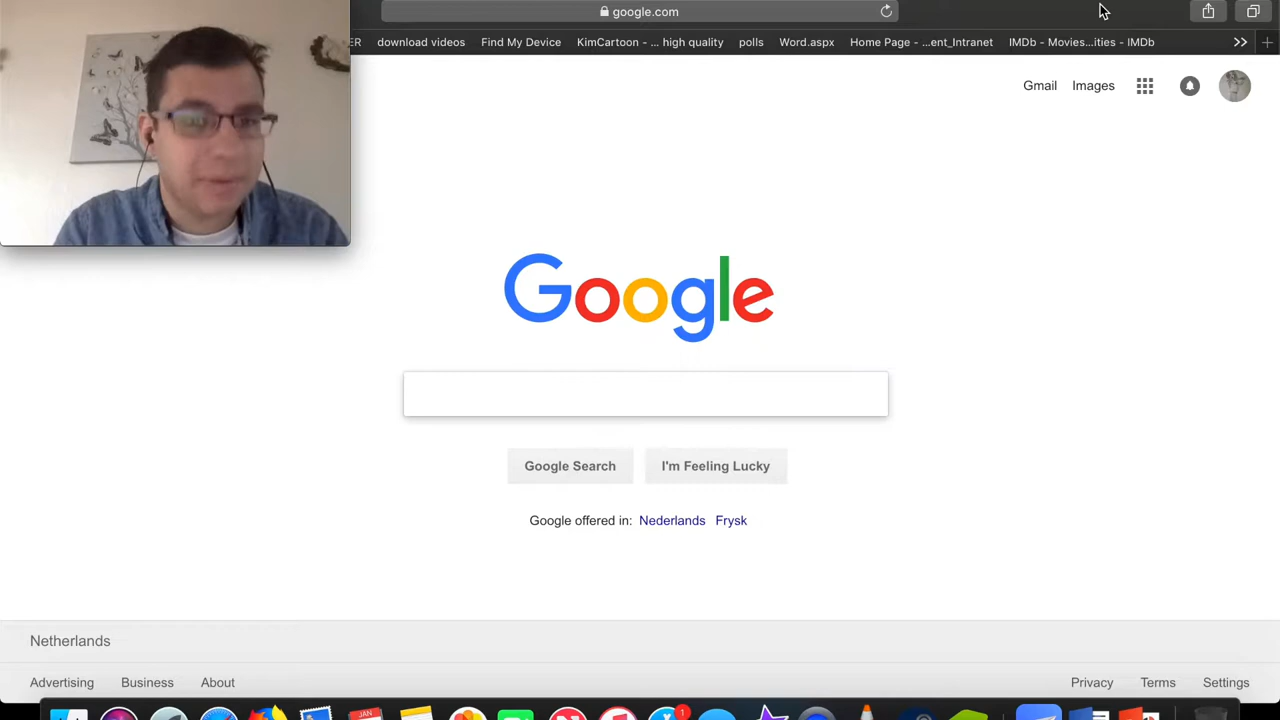 google.com
ER download videos Find My Device KimCartoon - ... high quality polls Word.aspx Home Page - ...ent_Intranet IMDb - Movies...ities - IMDb
Gmail Images
Google
Google Search I'm Feeling Lucky
Google offered in: Nederlands Frysk
Netherlands
Advertising Business About Privacy Terms Settings
JAN
1